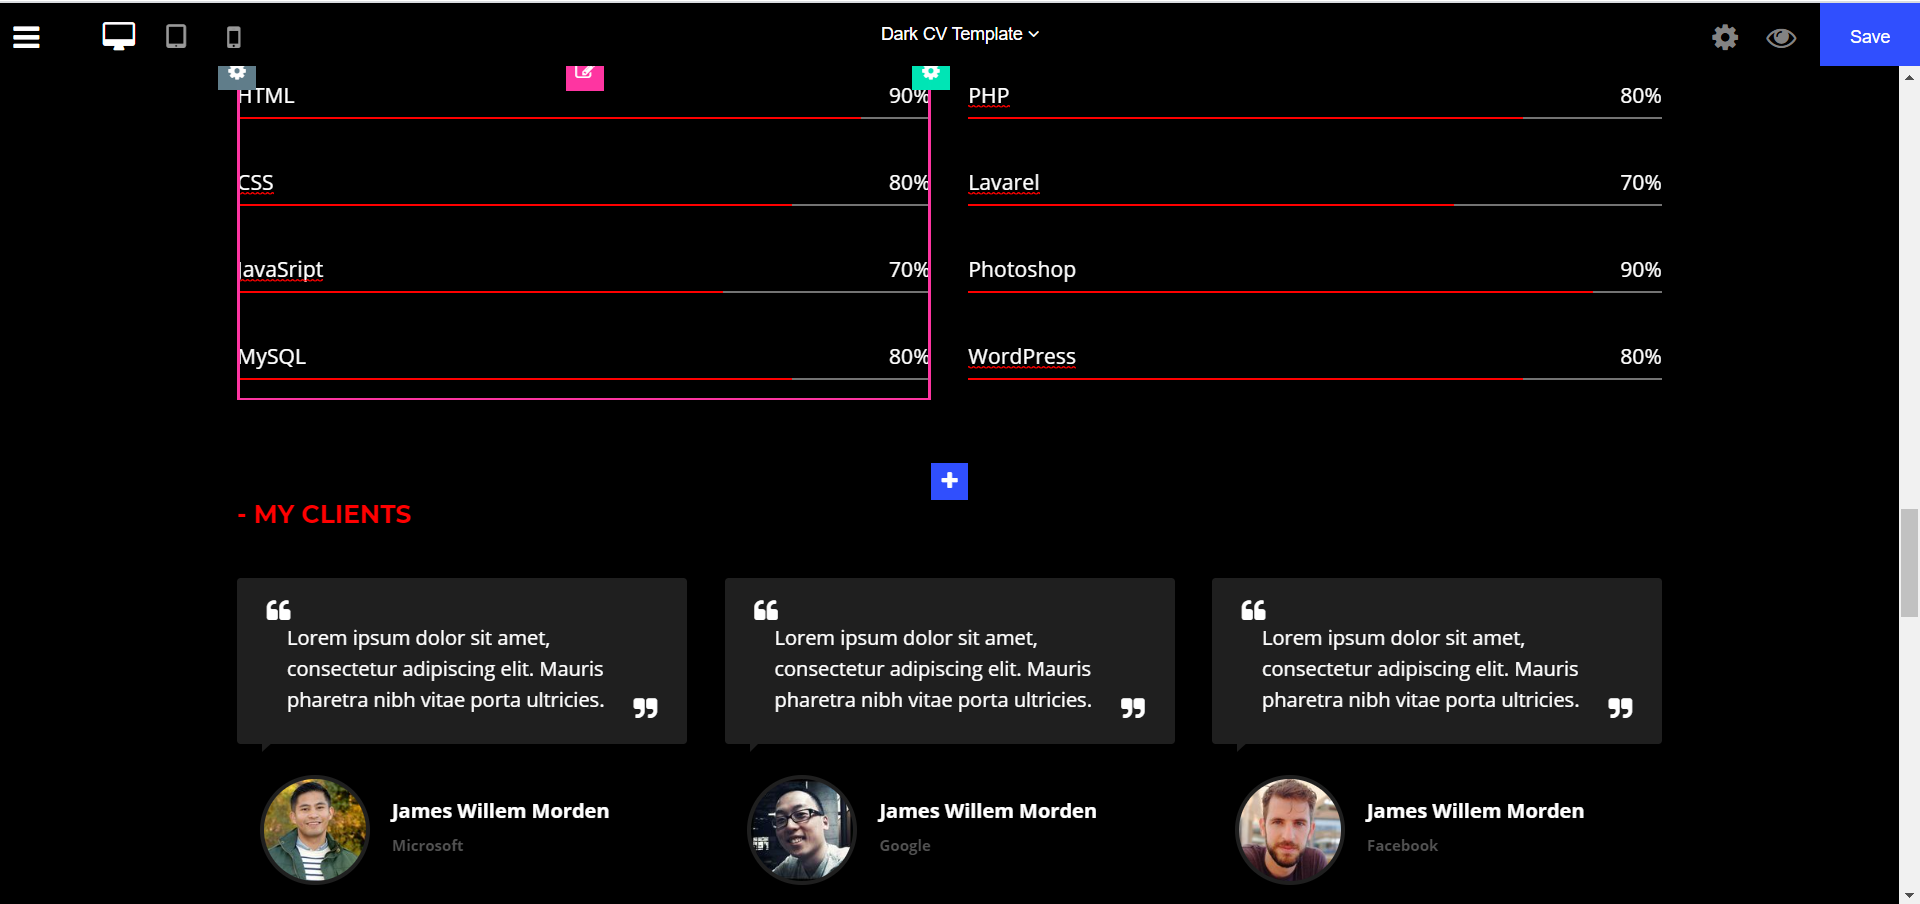 Dark CV Template
Save
HTML 90%
PHP 80%
CSS 80%
Lavarel 70%
JavaSript 70%
Photoshop 90%
MySQL 80%
WordPress 80%
- MY CLIENTS
Lorem ipsum dolor sit amet,
consectetur adipiscing elit. Mauris
pharetra nibh vitae porta ultricies.
James Willem Morden
Microsoft
Lorem ipsum dolor sit amet,
consectetur adipiscing elit. Mauris
pharetra nibh vitae porta ultricies.
James Willem Morden
Google
Lorem ipsum dolor sit amet,
consectetur adipiscing elit. Mauris
pharetra nibh vitae porta ultricies.
James Willem Morden
Facebook